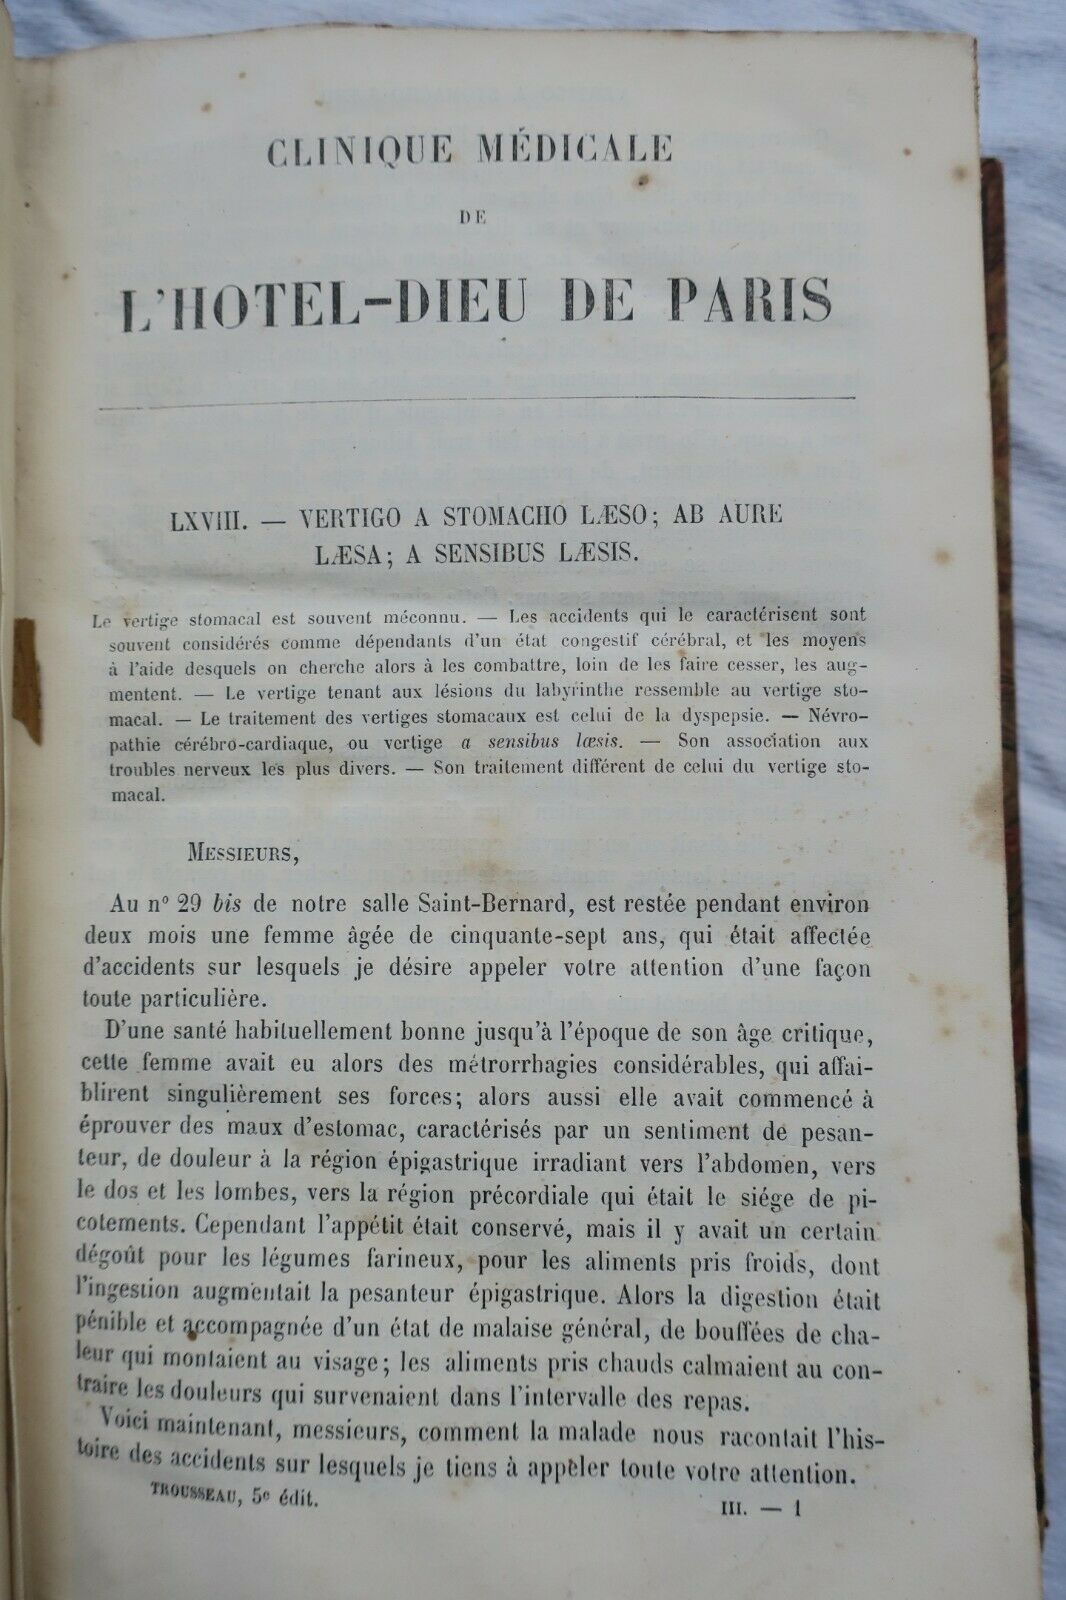 CLINIQUE MÉDICALE
DE
L'HOTEL-DIEU DE PARIS
LXVIII. — VERTIGO A STOMACHO LÆSO; AB AURE
LÆSA; A SENSIBUS LÆSIS.
Le vertige stomacal est souvent méconnu. — Les accidents qui le caractérisent sont
souvent considérés comme dépendants d'un état congestif cérébral, et les moyens
à l'aide desquels on cherche alors à les combattre, loin de les faire cesser, les aug-
mentent. — Le vertige tenant aux lésions du labyrinthe ressemble au vertige sto-
macal. — Le traitement des vertiges stomacaux est celui de la dyspepsie. — Névro-
pathie cérébro-cardiaque, ou vertige a sensibus læsis. — Son association aux
troubles nerveux les plus divers. — Son traitement différent de celui du vertige sto-
macal.
MESSIEURS,
Au n° 29 bis de notre salle Saint-Bernard, est restée pendant environ
deux mois une femme âgée de cinquante-sept ans, qui était affectée
d'accidents sur lesquels je désire appeler votre attention d'une façon
toute particulière.
D'une santé habituellement bonne jusqu'à l'époque de son âge critique,
cette femme avait eu alors des métrorrhagies considérables, qui affai-
blirent singulièrement ses forces; alors aussi elle avait commencé à
éprouver des maux d'estomac, caractérisés par un sentiment de pesan-
teur, de douleur à la région épigastrique irradiant vers l'abdomen, vers
le dos et les lombes, vers la région précordiale qui était le siége de pi-
cotements. Cependant l'appétit était conservé, mais il y avait un certain
dégoût pour les légumes farineux, pour les aliments pris froids, dont
l'ingestion augmentait la pesanteur épigastrique. Alors la digestion était
pénible et accompagnée d'un état de malaise général, de bouffées de cha-
leur qui montaient au visage; les aliments pris chauds calmaient au con-
traire les douleurs qui survenaient dans l'intervalle des repas.
Voici maintenant, messieurs, comment la malade nous racontait l'his-
toire des accidents sur lesquels je tiens à appeler toute votre attention.
TROUSSEAU, 5e édit.
III. — 1